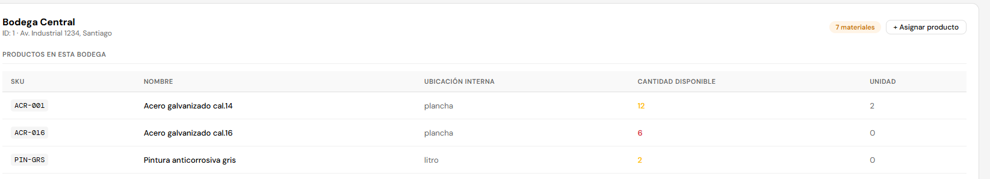 Bodega Central
ID: 1 · Av. Industrial 1234, Santiago
7 materiales
+ Asignar producto
PRODUCTOS EN ESTA BODEGA
SKU NOMBRE UBICACIÓN INTERNA CANTIDAD DISPONIBLE UNIDAD
ACR-001 Acero galvanizado cal.14 plancha 12 2
ACR-016 Acero galvanizado cal.16 plancha 6 0
PIN-GRS Pintura anticorrosiva gris litro 2 0